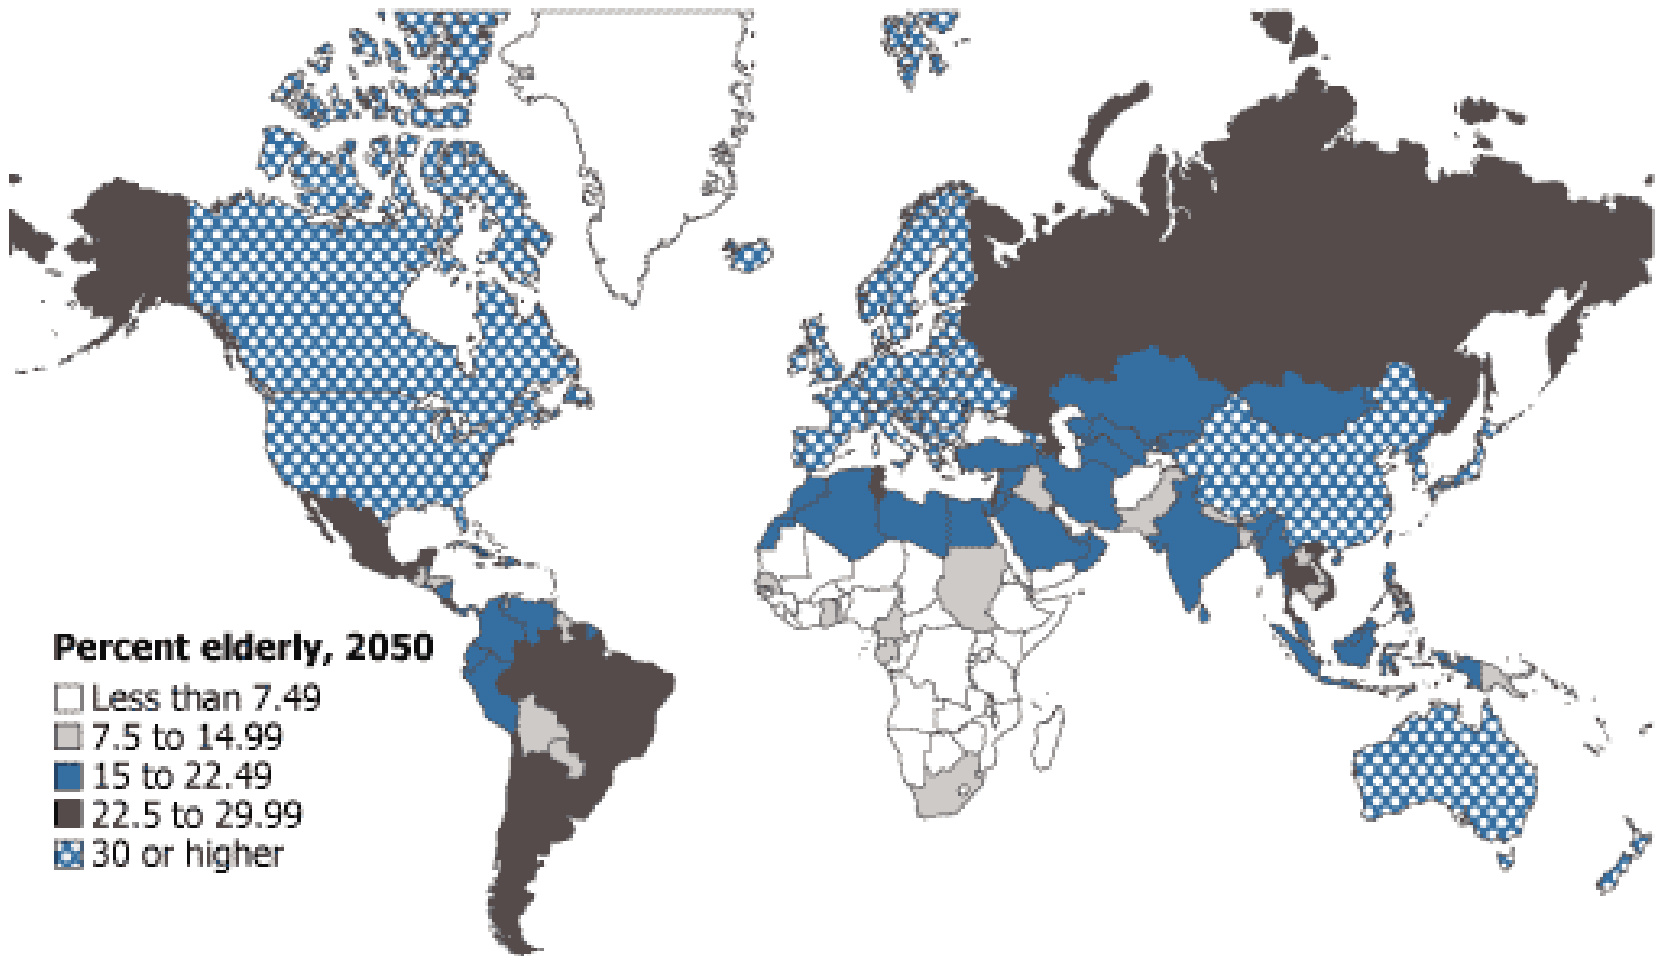 Percent elderly, 2050
Less than 7.49
7.5 to 14.99
15 to 22.49
22.5 to 29.99
30 or higher